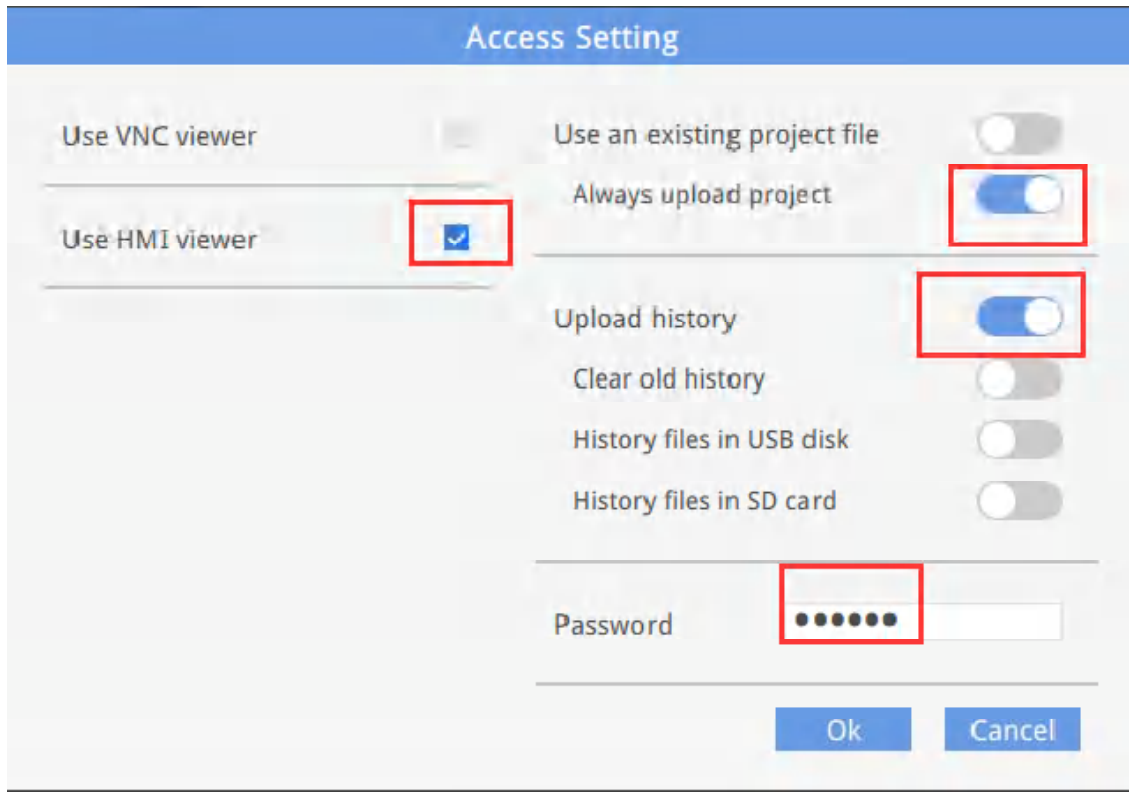 Access Setting
Use VNC viewer
Use HMI viewer
Use an existing project file
Always upload project
Upload history
Clear old history
History files in USB disk
History files in SD card
Password
●●●●●●
Ok
Cancel